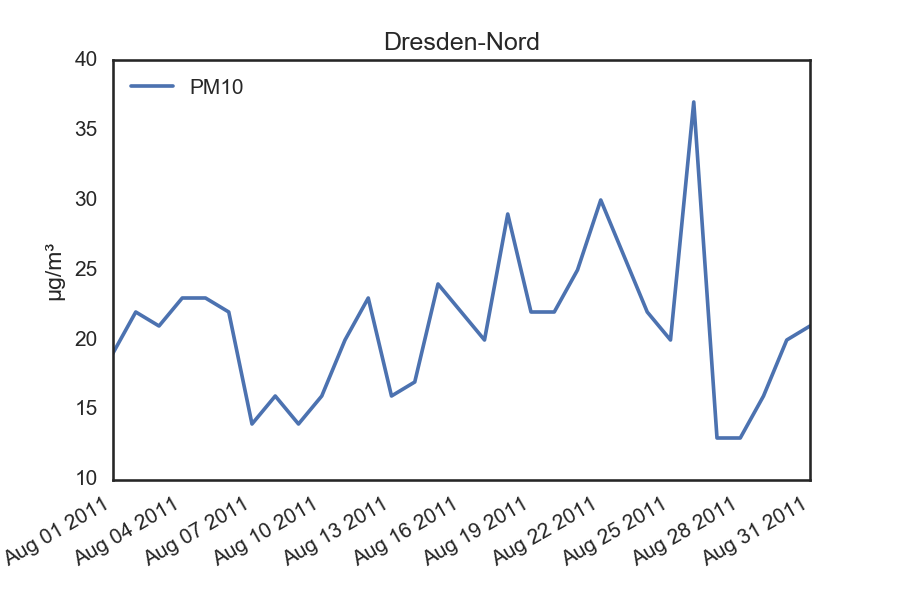 Dresden-Nord
PM10
µg/m³
40
35
30
25
20
15
10
Aug 01 2011
Aug 04 2011
Aug 07 2011
Aug 10 2011
Aug 13 2011
Aug 16 2011
Aug 19 2011
Aug 22 2011
Aug 25 2011
Aug 28 2011
Aug 31 2011